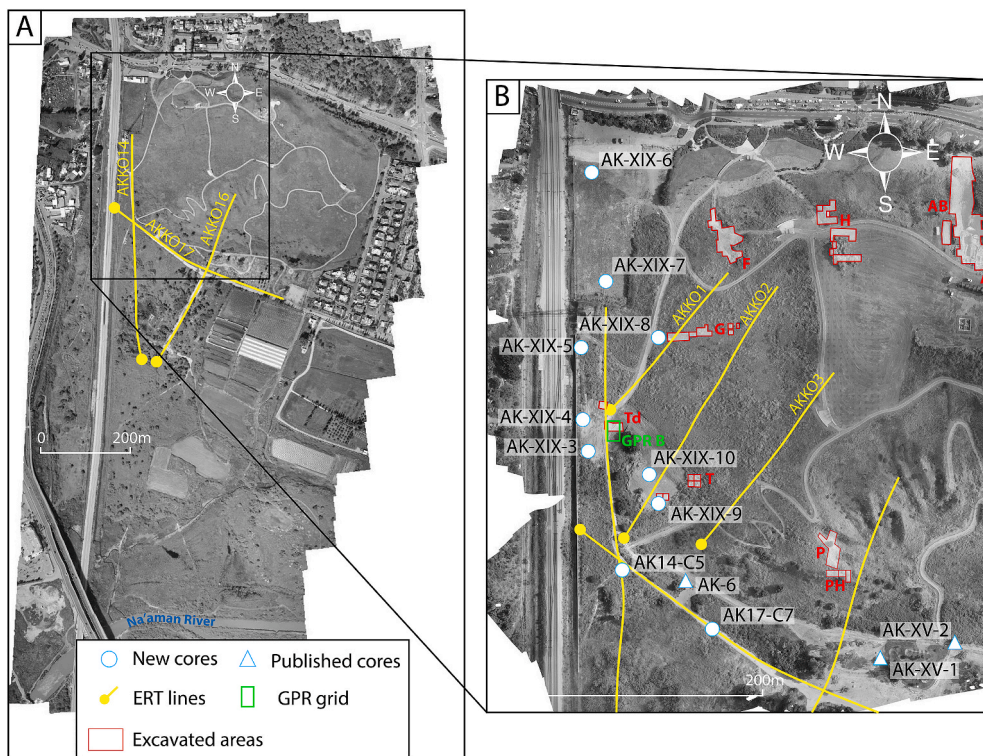 A
N
W E
S
AKKO14
AKKO16
AKKO17
0 200m
Na'aman River
New cores
Published cores
ERT lines
GPR grid
Excavated areas
B
N
W E
S
AK-XIX-6
AB
H
F
AK-XIX-7
AKKO1
AKKO2
AK-XIX-8
G
AK-XIX-5
AKKO3
AK-XIX-4
Td
GPR B
AK-XIX-3
AK-XIX-10
T
AK-XIX-9
P
AK14-C5
AK-6
PH
AK17-C7
AK-XV-2
AK-XV-1
200m